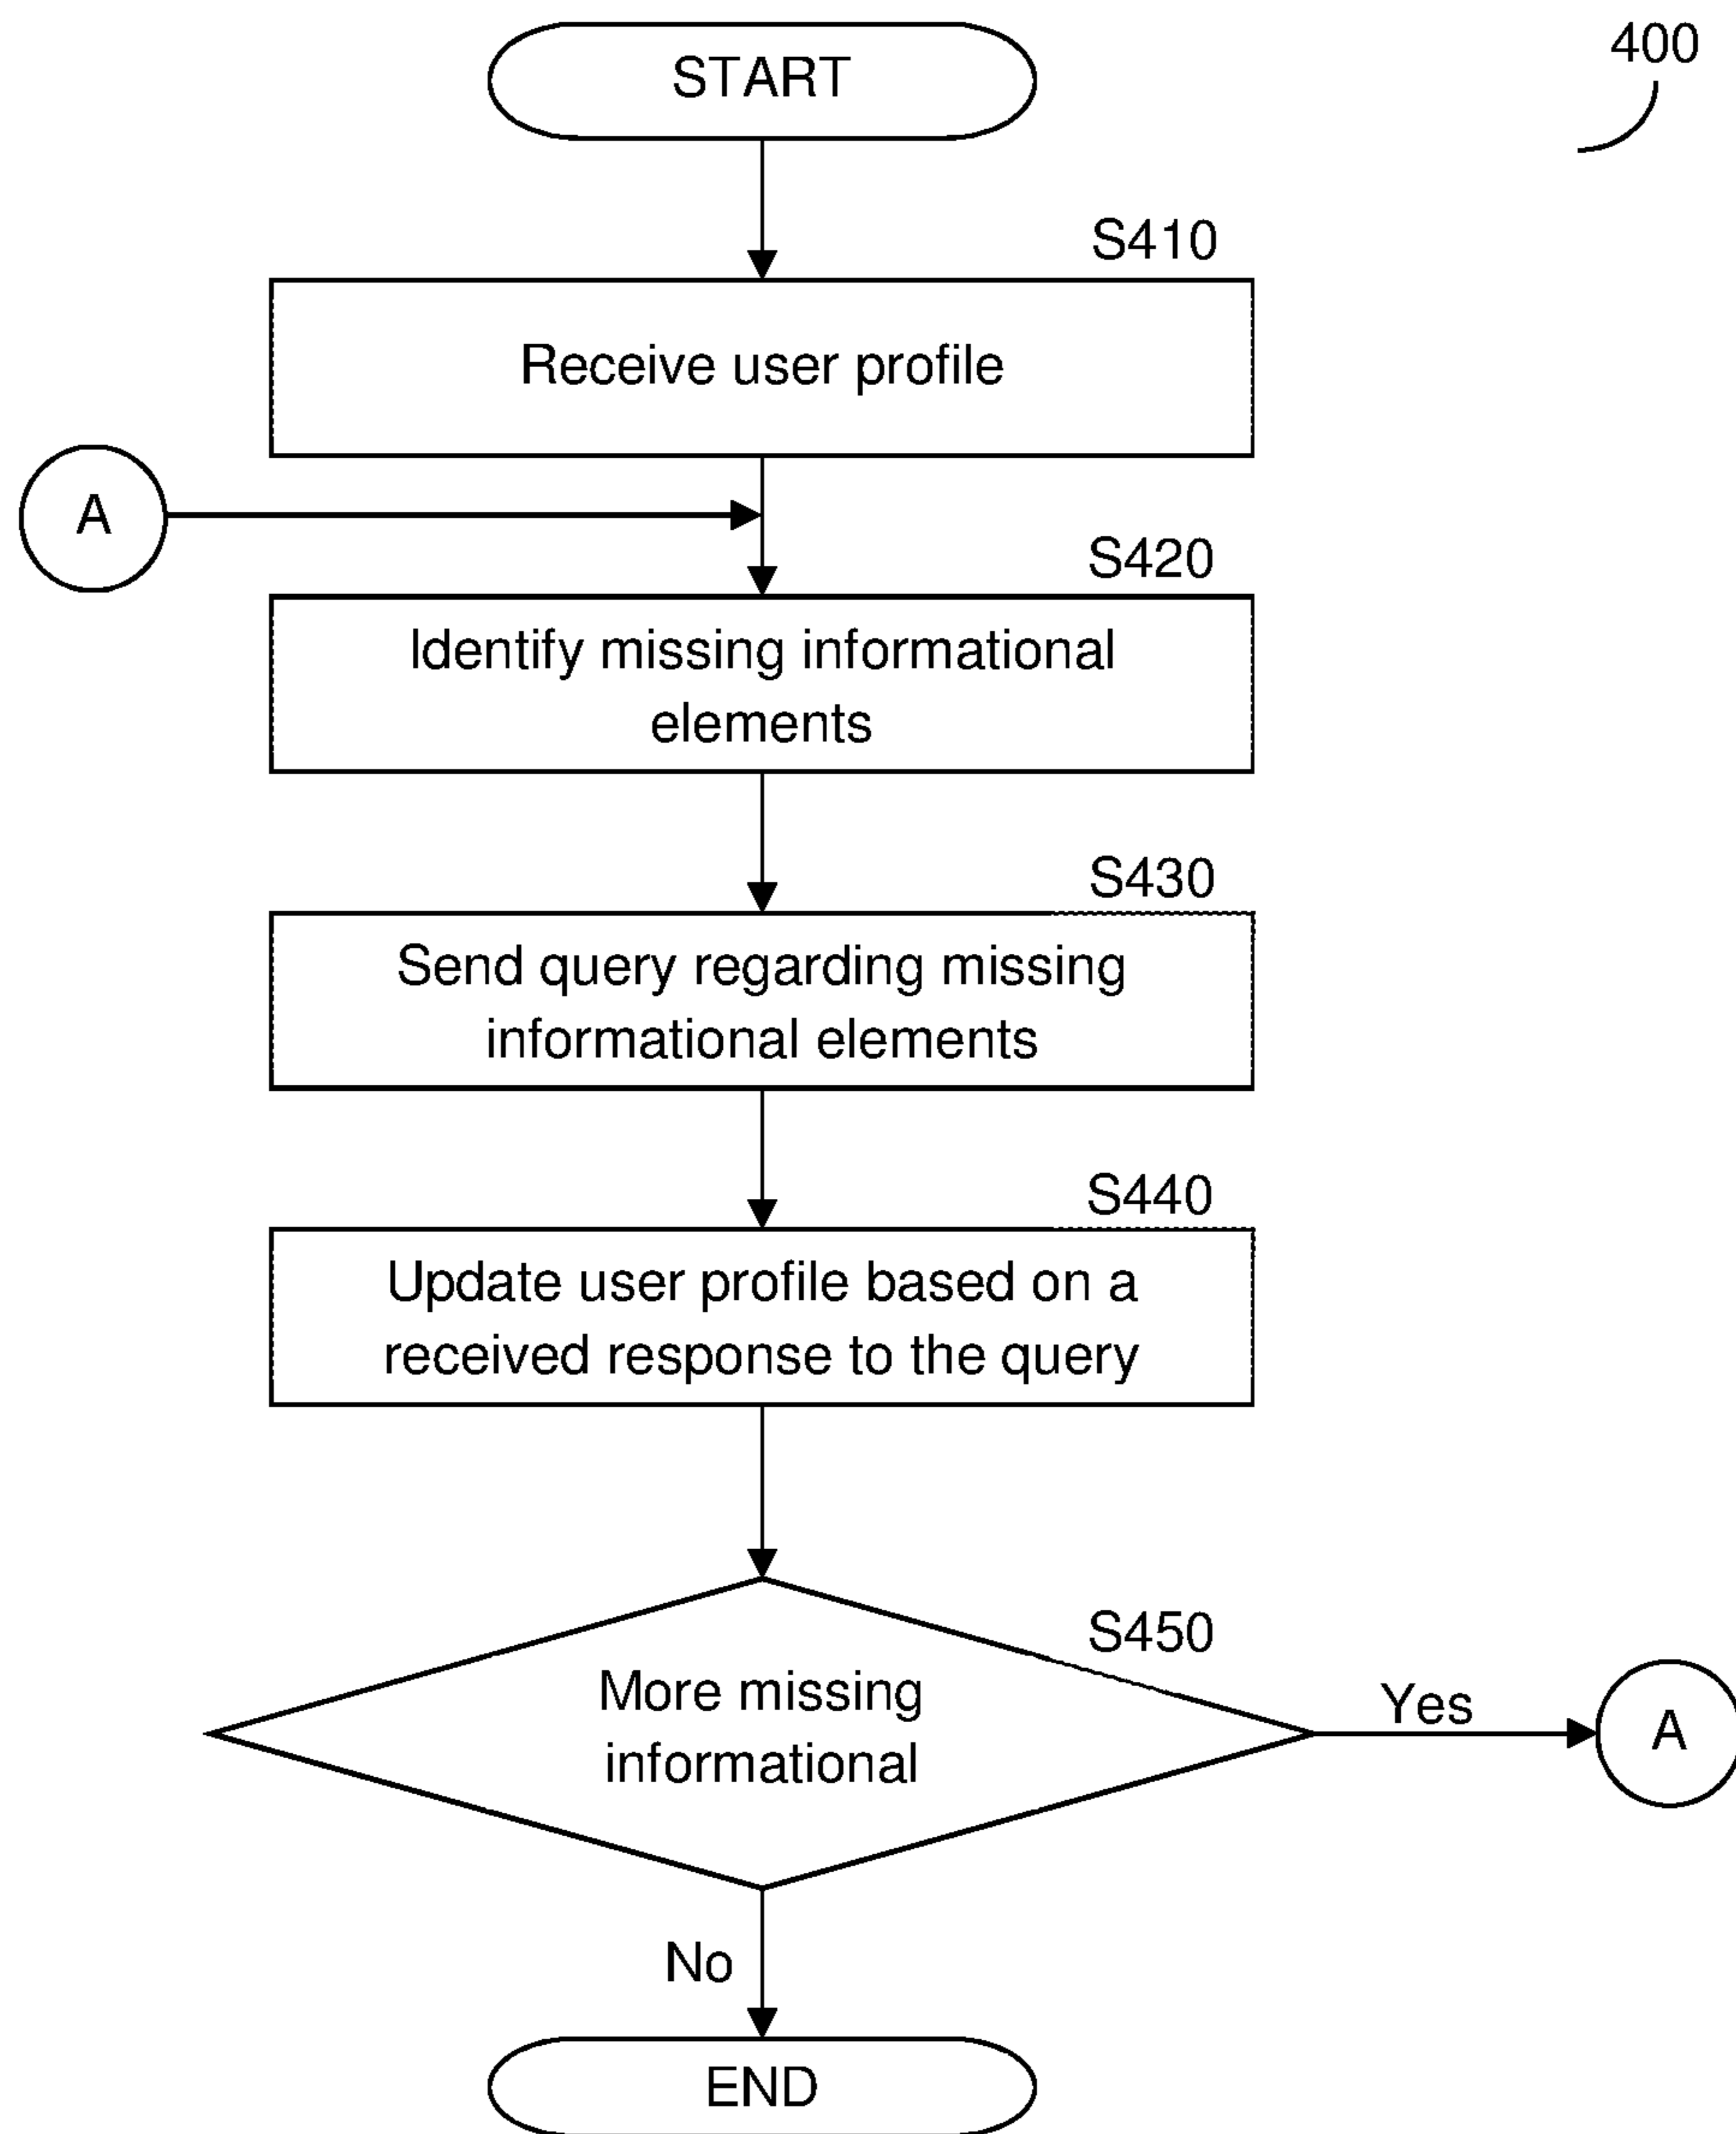 START
400
S410
Receive user profile
A
S420
Identify missing informational
elements
S430
Send query regarding missing
informational elements
S440
Update user profile based on a
received response to the query
S450
More missing
informational
Yes
A
No
END